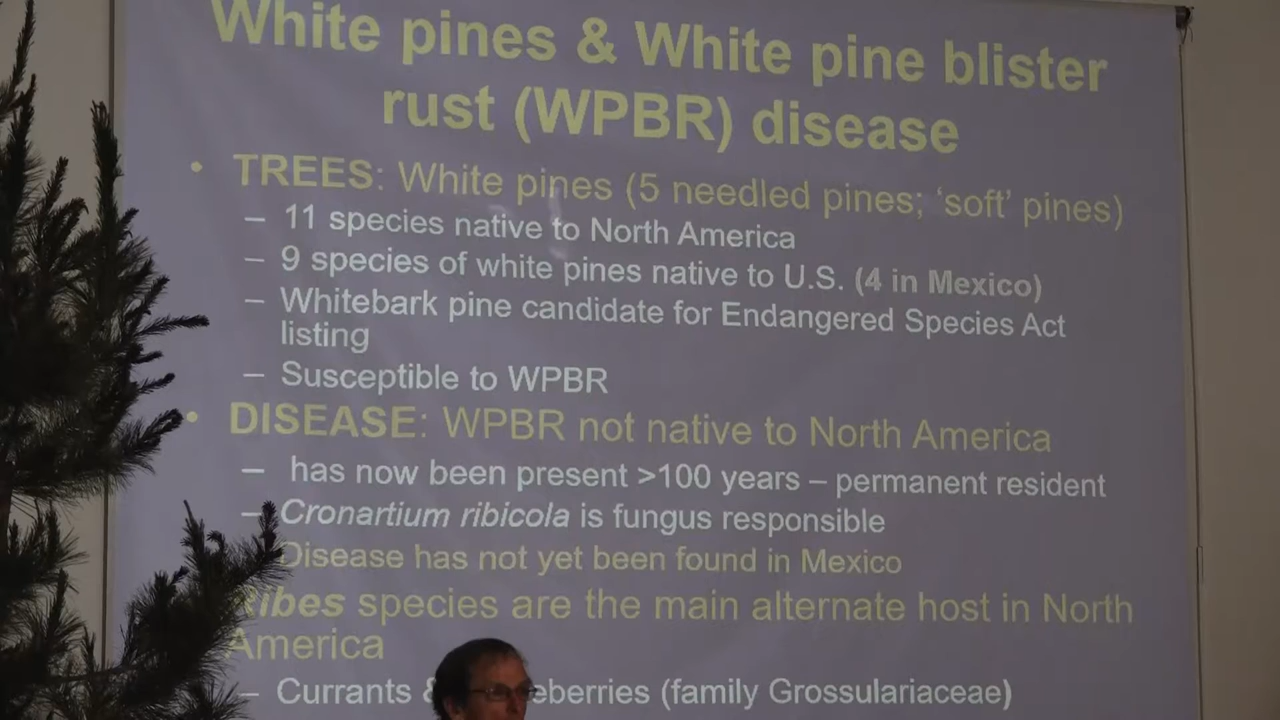 White pines & White pine blister
rust (WPBR) disease
• TREES: White pines (5 needled pines; ‘soft’ pines)
– 11 species native to North America
– 9 species of white pines native to U.S. (4 in Mexico)
– Whitebark pine candidate for Endangered Species Act
listing
– Susceptible to WPBR
• DISEASE: WPBR not native to North America
– has now been present >100 years – permanent resident
– Cronartium ribicola is fungus responsible
Disease has not yet been found in Mexico
Ribes species are the main alternate host in North
America
– Currants & eberries (family Grossulariaceae)